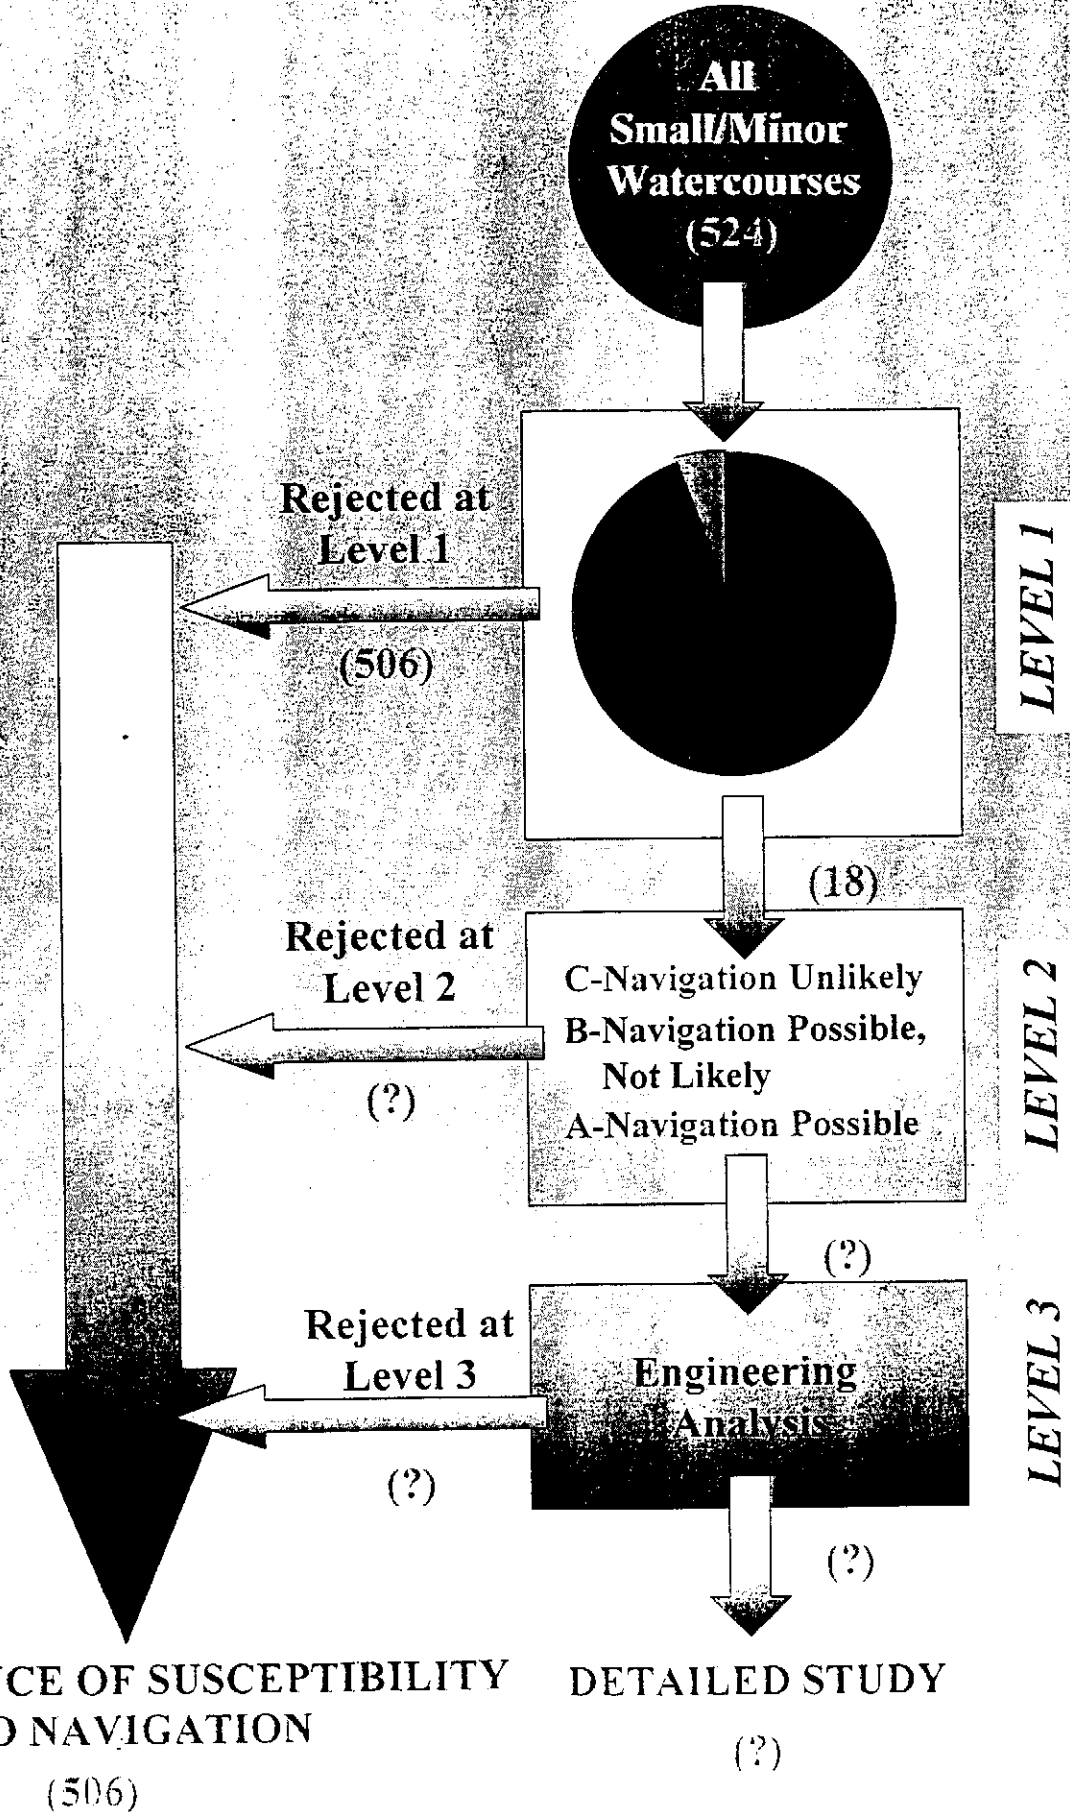 All
Small/Minor
Watercourses
(524)
Rejected at
Level 1
(506)
LEVEL 1
(18)
Rejected at
Level 2
(?)
C-Navigation Unlikely
B-Navigation Possible,
Not Likely
A-Navigation Possible
LEVEL 2
(?)
Rejected at
Level 3
(?)
Engineering
Analysis
LEVEL 3
(?)
OF SUSCEPTIBILITY
NAVIGATION
(506)
DETAILED STUDY
(?)